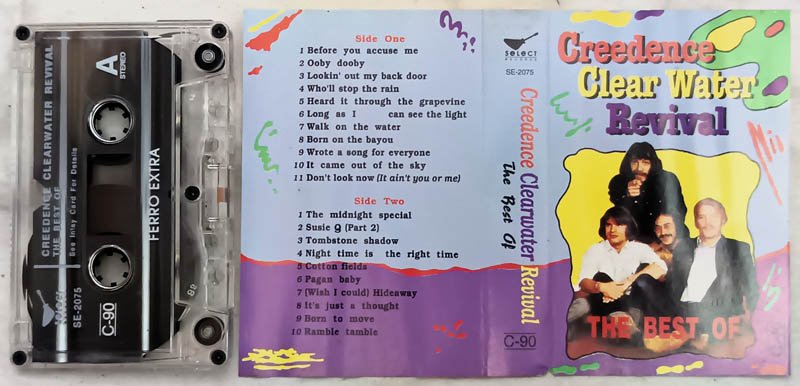 CREEDENCE CLEARWATER REVIVAL
THE BEST OF
See Inlay Card For Details
SELECT
SE-2075
A
STEREO
FERRO EXTRA
C-90
Side One
1 Before you accuse me
2 Ooby dooby
3 Lookin' out my back door
4 Who'll stop the rain
5 Heard it through the grapevine
6 Long as I can see the light
7 Walk on the water
8 Born on the bayou
9 Wrote a song for everyone
10 It came out of the sky
11 Don't look now (It ain't you or me)
Side Two
1 The midnight special
2 Susie Q (Part 2)
3 Tombstone shadow
4 Night time is the right time
5 Cotton fields
6 Pagan baby
7 (Wish I could) Hideaway
8 It's just a thought
9 Born to move
10 Ramble tamble
SELECT
RECORDS
SE-2075
Creedence Clearwater Revival
The Best Of
C-90
Creedence
Clear Water
Revival
THE BEST OF